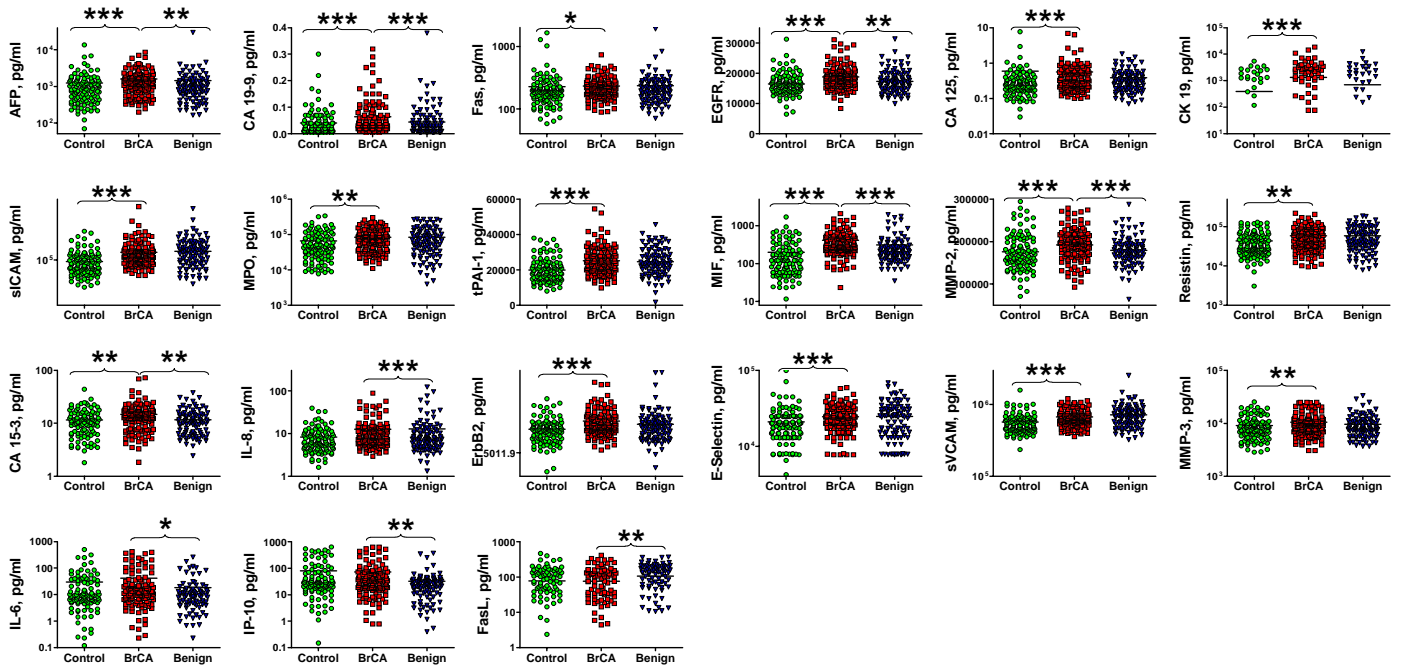 *** **
AFP, pg/ml
10⁴
10³
10²
Control BrCA Benign
*** ***
CA 19-9, pg/ml
0.4
0.3
0.2
0.1
0.0
Control BrCA Benign
*
Fas, pg/ml
1000
100
Control BrCA Benign
*** **
EGFR, pg/ml
30000
20000
10000
0
Control BrCA Benign
***
CA 125, pg/ml
10
1
0.1
0.01
Control BrCA Benign
***
CK 19, pg/ml
10⁵
10⁴
10³
10²
10¹
Control BrCA Benign
***
sICAM, pg/ml
10⁵
Control BrCA Benign
**
MPO, pg/ml
10⁶
10⁵
10⁴
10³
Control BrCA Benign
***
tPAI-1, pg/ml
60000
40000
20000
0
Control BrCA Benign
*** ***
MIF, pg/ml
1000
100
10
Control BrCA Benign
*** ***
MMP-2, pg/ml
300000
Control BrCA Benign
**
Resistin, pg/ml
10⁵
10⁴
10³
Control BrCA Benign
** **
CA 15-3, pg/ml
100
10
1
Control BrCA Benign
***
IL-8, pg/ml
1000
100
10
1
Control BrCA Benign
***
ErbB2, pg/ml
5011.9
Control BrCA Benign
***
E-Selectin, pg/ml
10⁵
10⁴
Control BrCA Benign
***
sVCAM, pg/ml
10⁶
10⁵
Control BrCA Benign
**
MMP-3, pg/ml
10⁵
10⁴
10³
Control BrCA Benign
*
IL-6, pg/ml
1000
100
10
1
0.1
Control BrCA Benign
**
IP-10, pg/ml
1000
100
10
1
0.1
Control BrCA Benign
**
FasL, pg/ml
1000
100
10
1
Control BrCA Benign